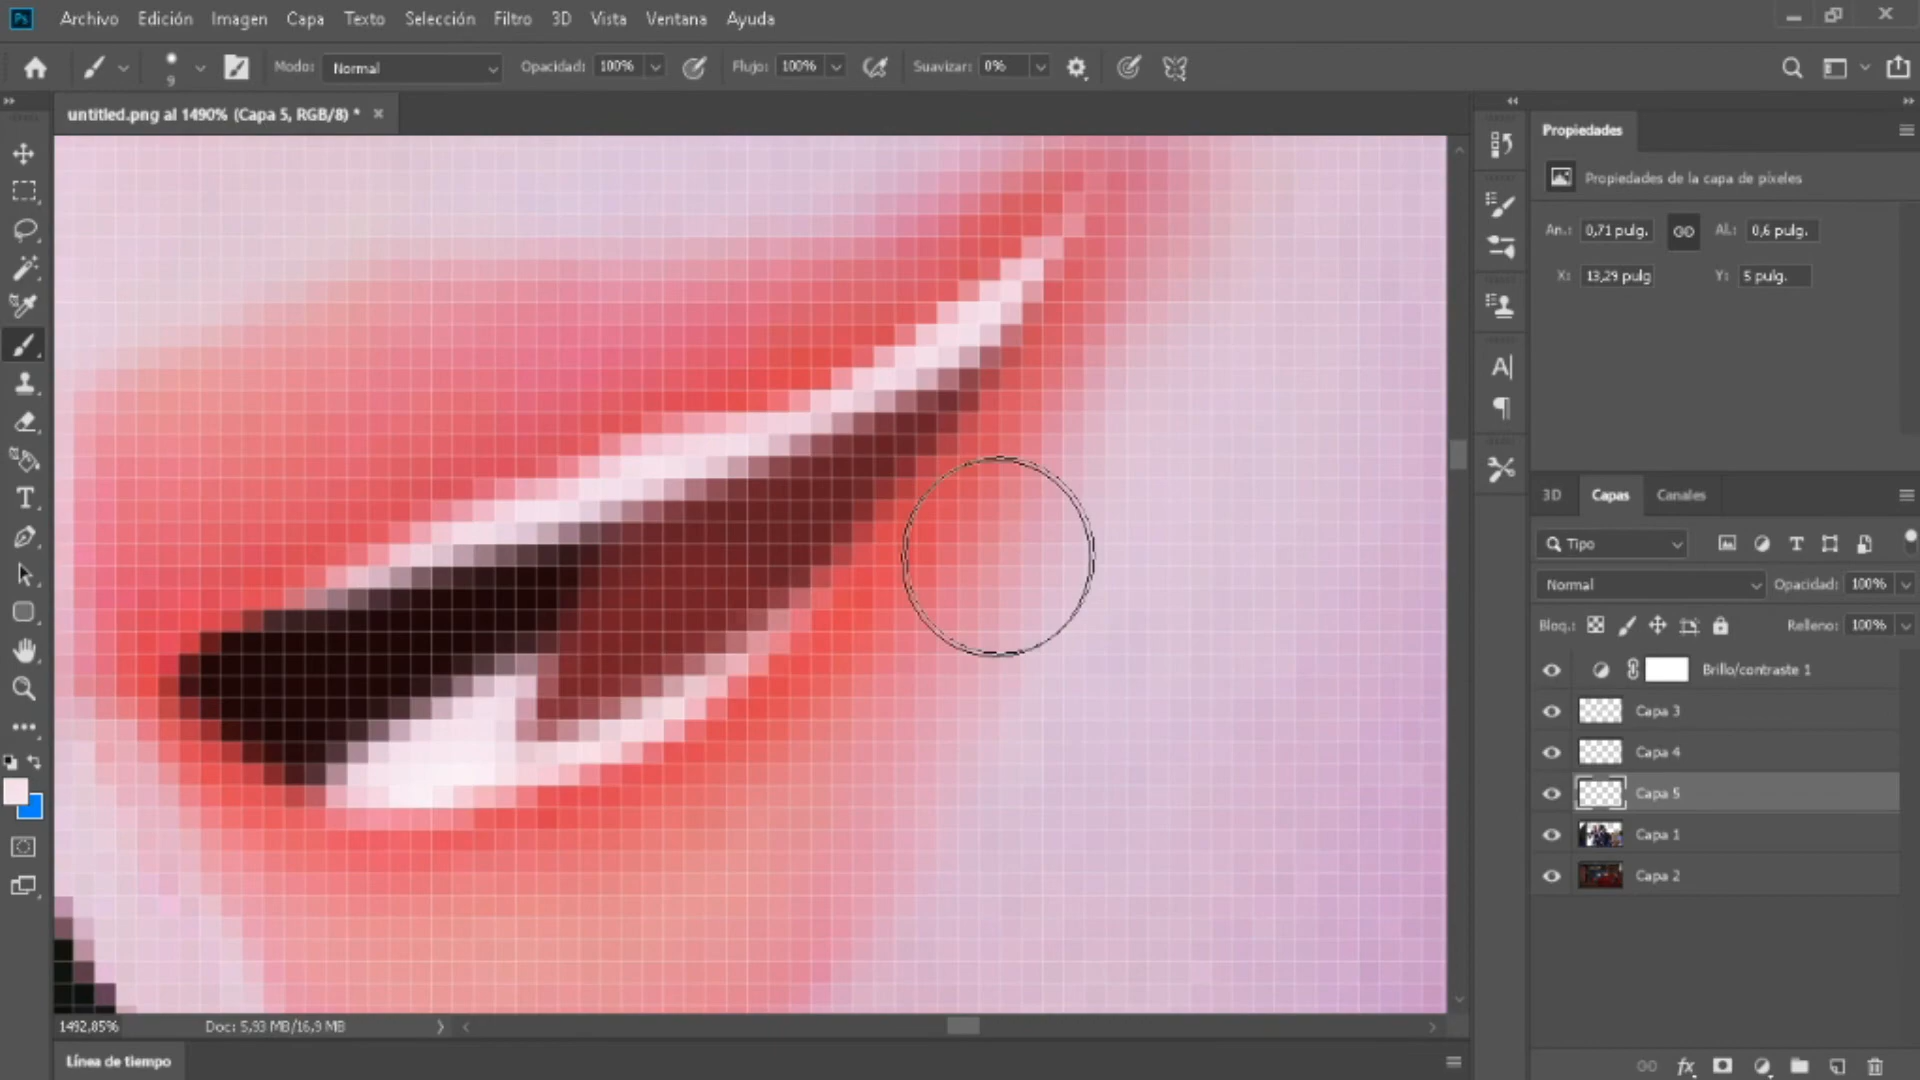 Ps Archivo Edición Imagen Capa Texto Selección Filtro 3D Vista Ventana Ayuda
9 Modo: Normal Opacidad: 100% Flujo: 100% Suavizar: 0%
untitled.png al 1490% (Capa 5, RGB/8) *
Propiedades
Propiedades de la capa de píxeles
An.: 0,71 pulg. Al.: 0,6 pulg.
X: 13,29 pulg Y: 5 pulg.
3D Capas Canales
Tipo
Normal Opacidad: 100%
Bloq.: Relleno: 100%
Brillo/contraste 1
Capa 3
Capa 4
Capa 5
Capa 1
Capa 2
1492,85% Doc: 5,93 MB/16,9 MB
Línea de tiempo